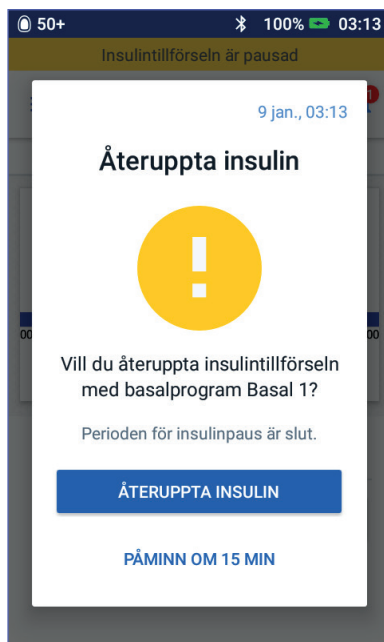 50+ 100% 03:13
Insulintillförseln är pausad
9 jan., 03:13
Återuppta insulin
Vill du återuppta insulintillförseln
med basalprogram Basal 1?
Perioden för insulinpaus är slut.
ÅTERUPPTA INSULIN
PÅMINN OM 15 MIN